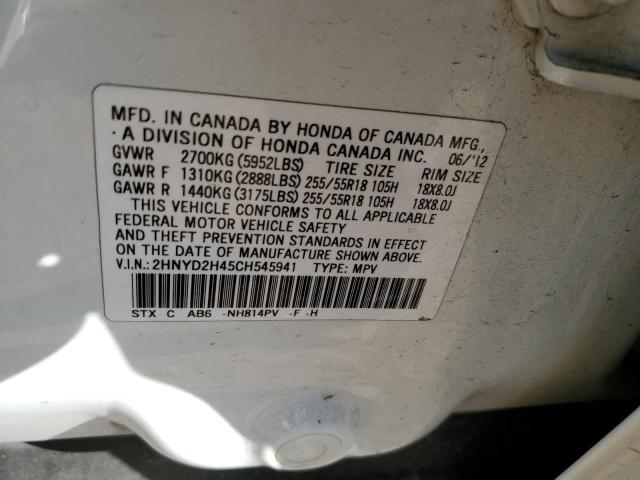 MFD. IN CANADA BY HONDA OF CANADA MFG.,
· A DIVISION OF HONDA CANADA INC. 06/'12
GVWR 2700KG (5952LBS) TIRE SIZE RIM SIZE
GAWR F 1310KG (2888LBS) 255/55R18 105H 18X8.0J
GAWR R 1440KG (3175LBS) 255/55R18 105H 18X8.0J
THIS VEHICLE CONFORMS TO ALL APPLICABLE
FEDERAL MOTOR VEHICLE SAFETY
AND THEFT PREVENTION STANDARDS IN EFFECT
ON THE DATE OF MANUFACTURE SHOWN ABOVE.
V.I.N.: 2HNYD2H45CH545941 TYPE: MPV
STX C AB6 -NH814PV -F -H